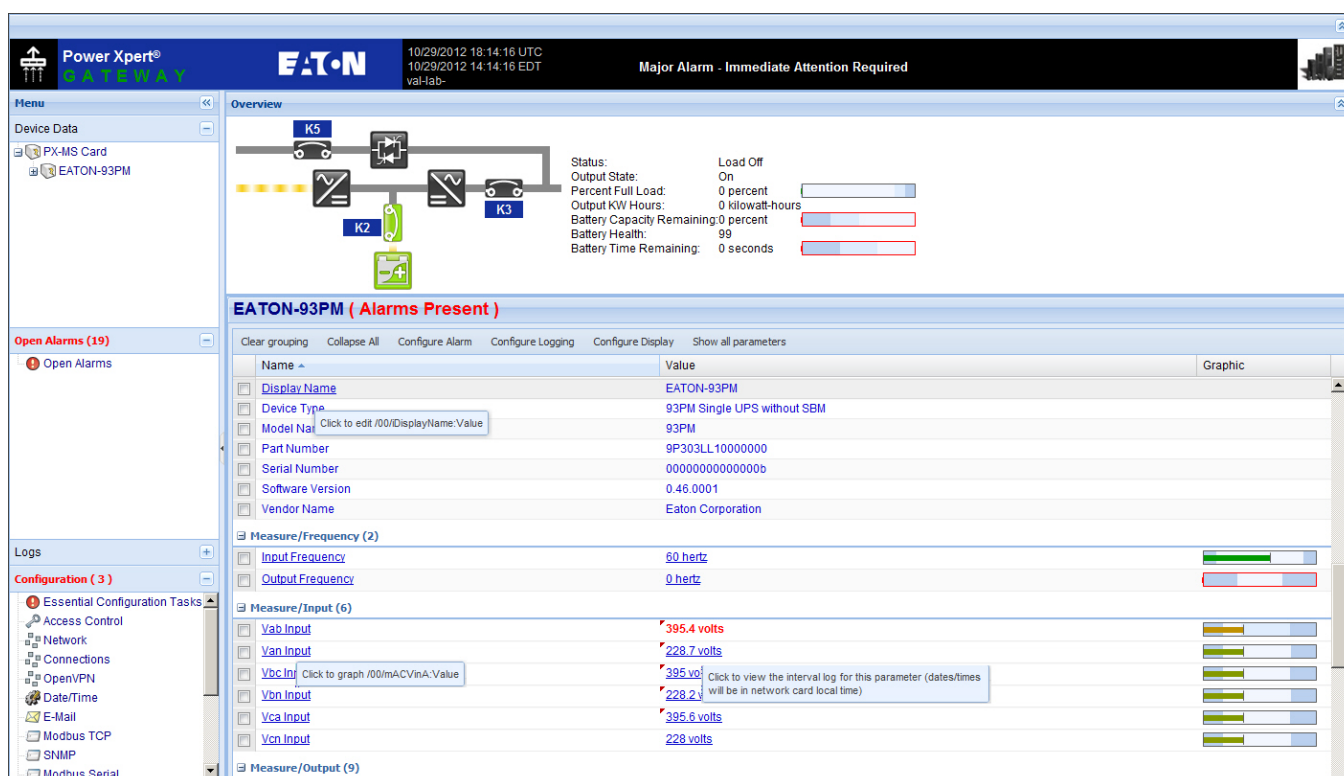 Power Xpert®
GATEWAY
EATON
10/29/2012 18:14:16 UTC
10/29/2012 14:14:16 EDT
val-lab-
Major Alarm - Immediate Attention Required
Menu
Device Data
PX-MS Card
EATON-93PM
Open Alarms (19)
Open Alarms
Logs
Configuration ( 3 )
Essential Configuration Tasks
Access Control
Network
Connections
OpenVPN
Date/Time
E-Mail
Modbus TCP
SNMP
Modbus Serial
Overview
K5
K3
K2
Status: Load Off
Output State: On
Percent Full Load: 0 percent
Output KW Hours: 0 kilowatt-hours
Battery Capacity Remaining:0 percent
Battery Health: 99
Battery Time Remaining: 0 seconds
EATON-93PM ( Alarms Present )
Clear grouping Collapse All Configure Alarm Configure Logging Configure Display Show all parameters
Name Value Graphic
Display Name EATON-93PM
Device Type 93PM Single UPS without SBM
Click to edit /00/iDisplayName:Value
Model Nar 93PM
Part Number 9P303LL10000000
Serial Number 00000000000000b
Software Version 0.46.0001
Vendor Name Eaton Corporation
Measure/Frequency (2)
Input Frequency 60 hertz
Output Frequency 0 hertz
Measure/Input (6)
Vab Input 395.4 volts
Van Input 228.7 volts
Vbc Inp 395 vo
Click to graph /00/mACVinA:Value
Click to view the interval log for this parameter (dates/times
will be in network card local time)
Vbn Input 228.2 v
Vca Input 395.6 volts
Vcn Input 228 volts
Measure/Output (9)